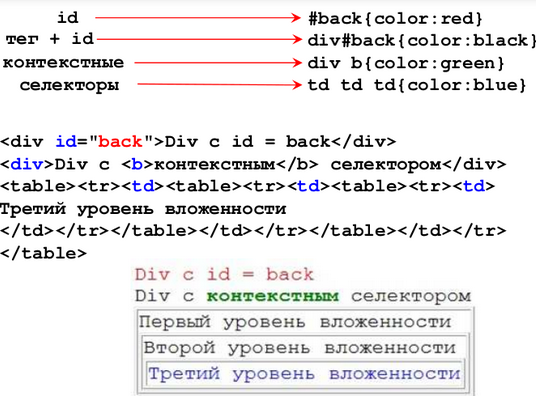 id #back{color:red}
тег + id div#back{color:black}
контекстные div b{color:green}
селекторы td td td{color:blue}
<div id="back">Div с id = back</div>
<div>Div с <b>контекстным</b> селектором</div>
<table><tr><td><table><tr><td><table><tr><td>
Третий уровень вложенности
</td></tr></table></td></tr></table></td></tr>
</table>
Div с id = back
Div с контекстным селектором
Первый уровень вложенности
Второй уровень вложенности
Третий уровень вложенности